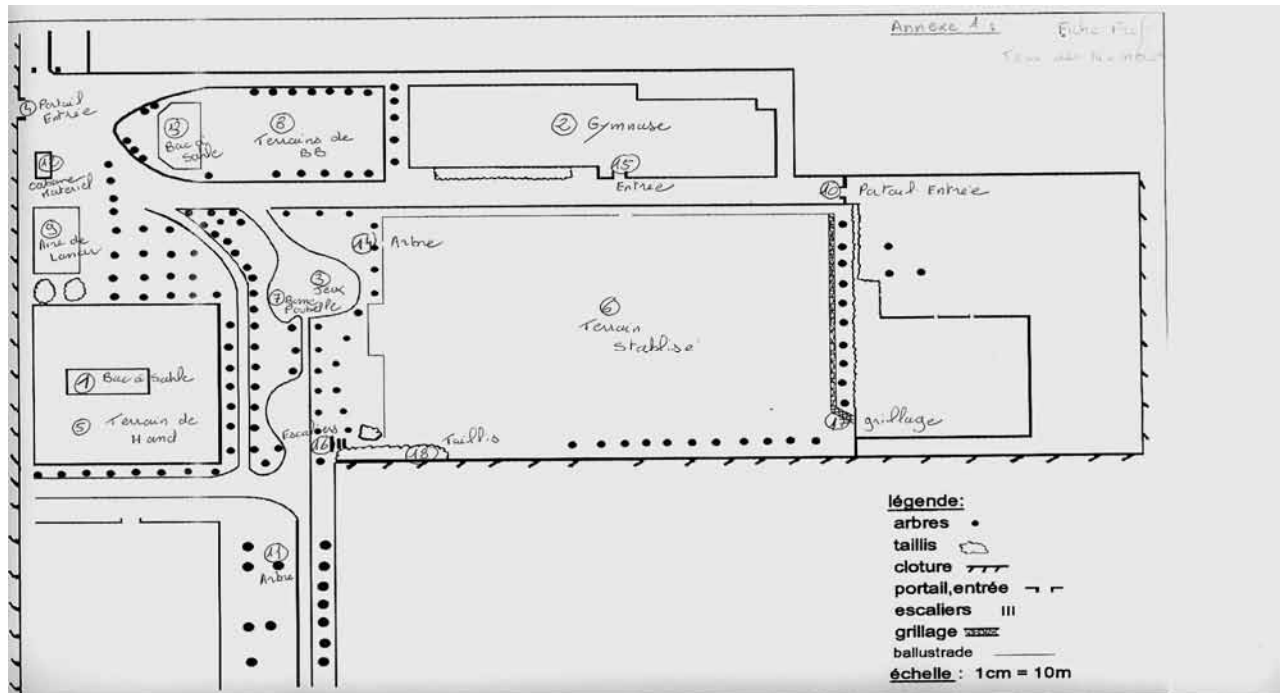 Annexe 1 :
4 Portail
Entrée
12
Cabane
materiel
13
Bac à
Sable
8
Terrains de
BB
2 Gymnase
15
Entrée
10 Portail Entrée
9
Aire de
Lancer
14 Arbre
3
Jeux
7 Banc
Poubelle
6
Terrain
Stablisé
1 Bac à Sable
5 Terrain de
Hand
Escaliers
16
Taillis
18
17 grillage
11
Arbre
légende:
arbres
taillis
cloture
portail,entrée
escaliers
grillage
ballustrade
échelle : 1cm = 10m